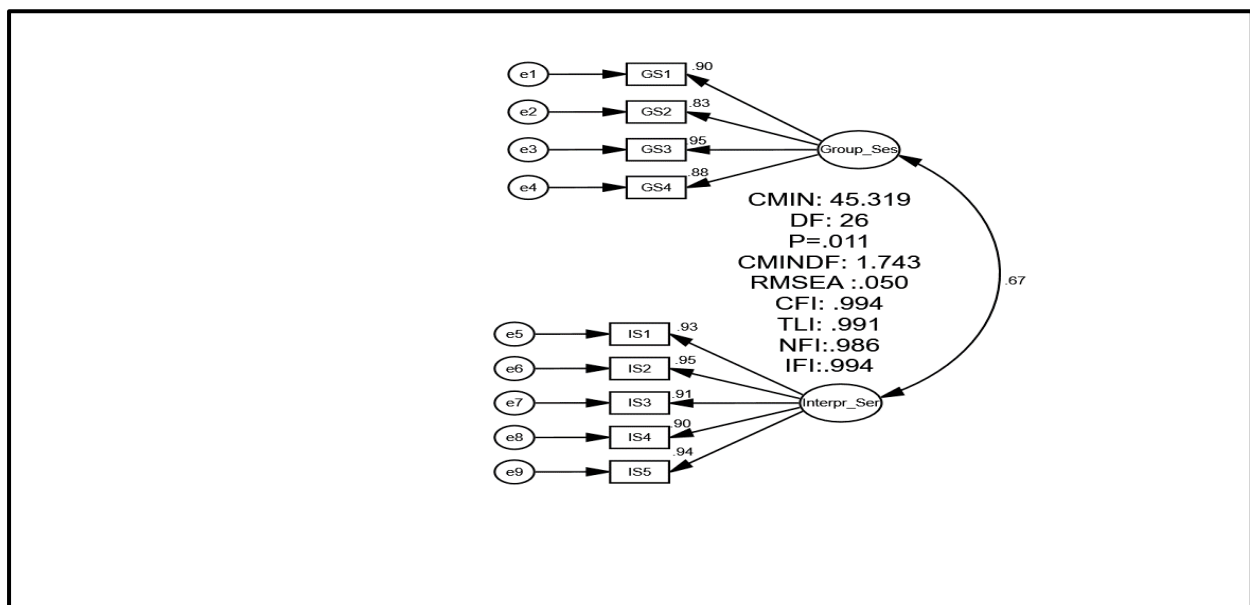 e1 GS1 .90
e2 GS2 .83
e3 GS3 .95
Group_Ses
e4 GS4 .88
CMIN: 45.319
DF: 26
P=.011
CMINDF: 1.743
RMSEA :.050
.67
CFI: .994
TLI: .991
NFI:.986
IFI:.994
e5 IS1 .93
e6 IS2 .95
e7 IS3 .91
Interpr_Ser
e8 IS4 .90
e9 IS5 .94